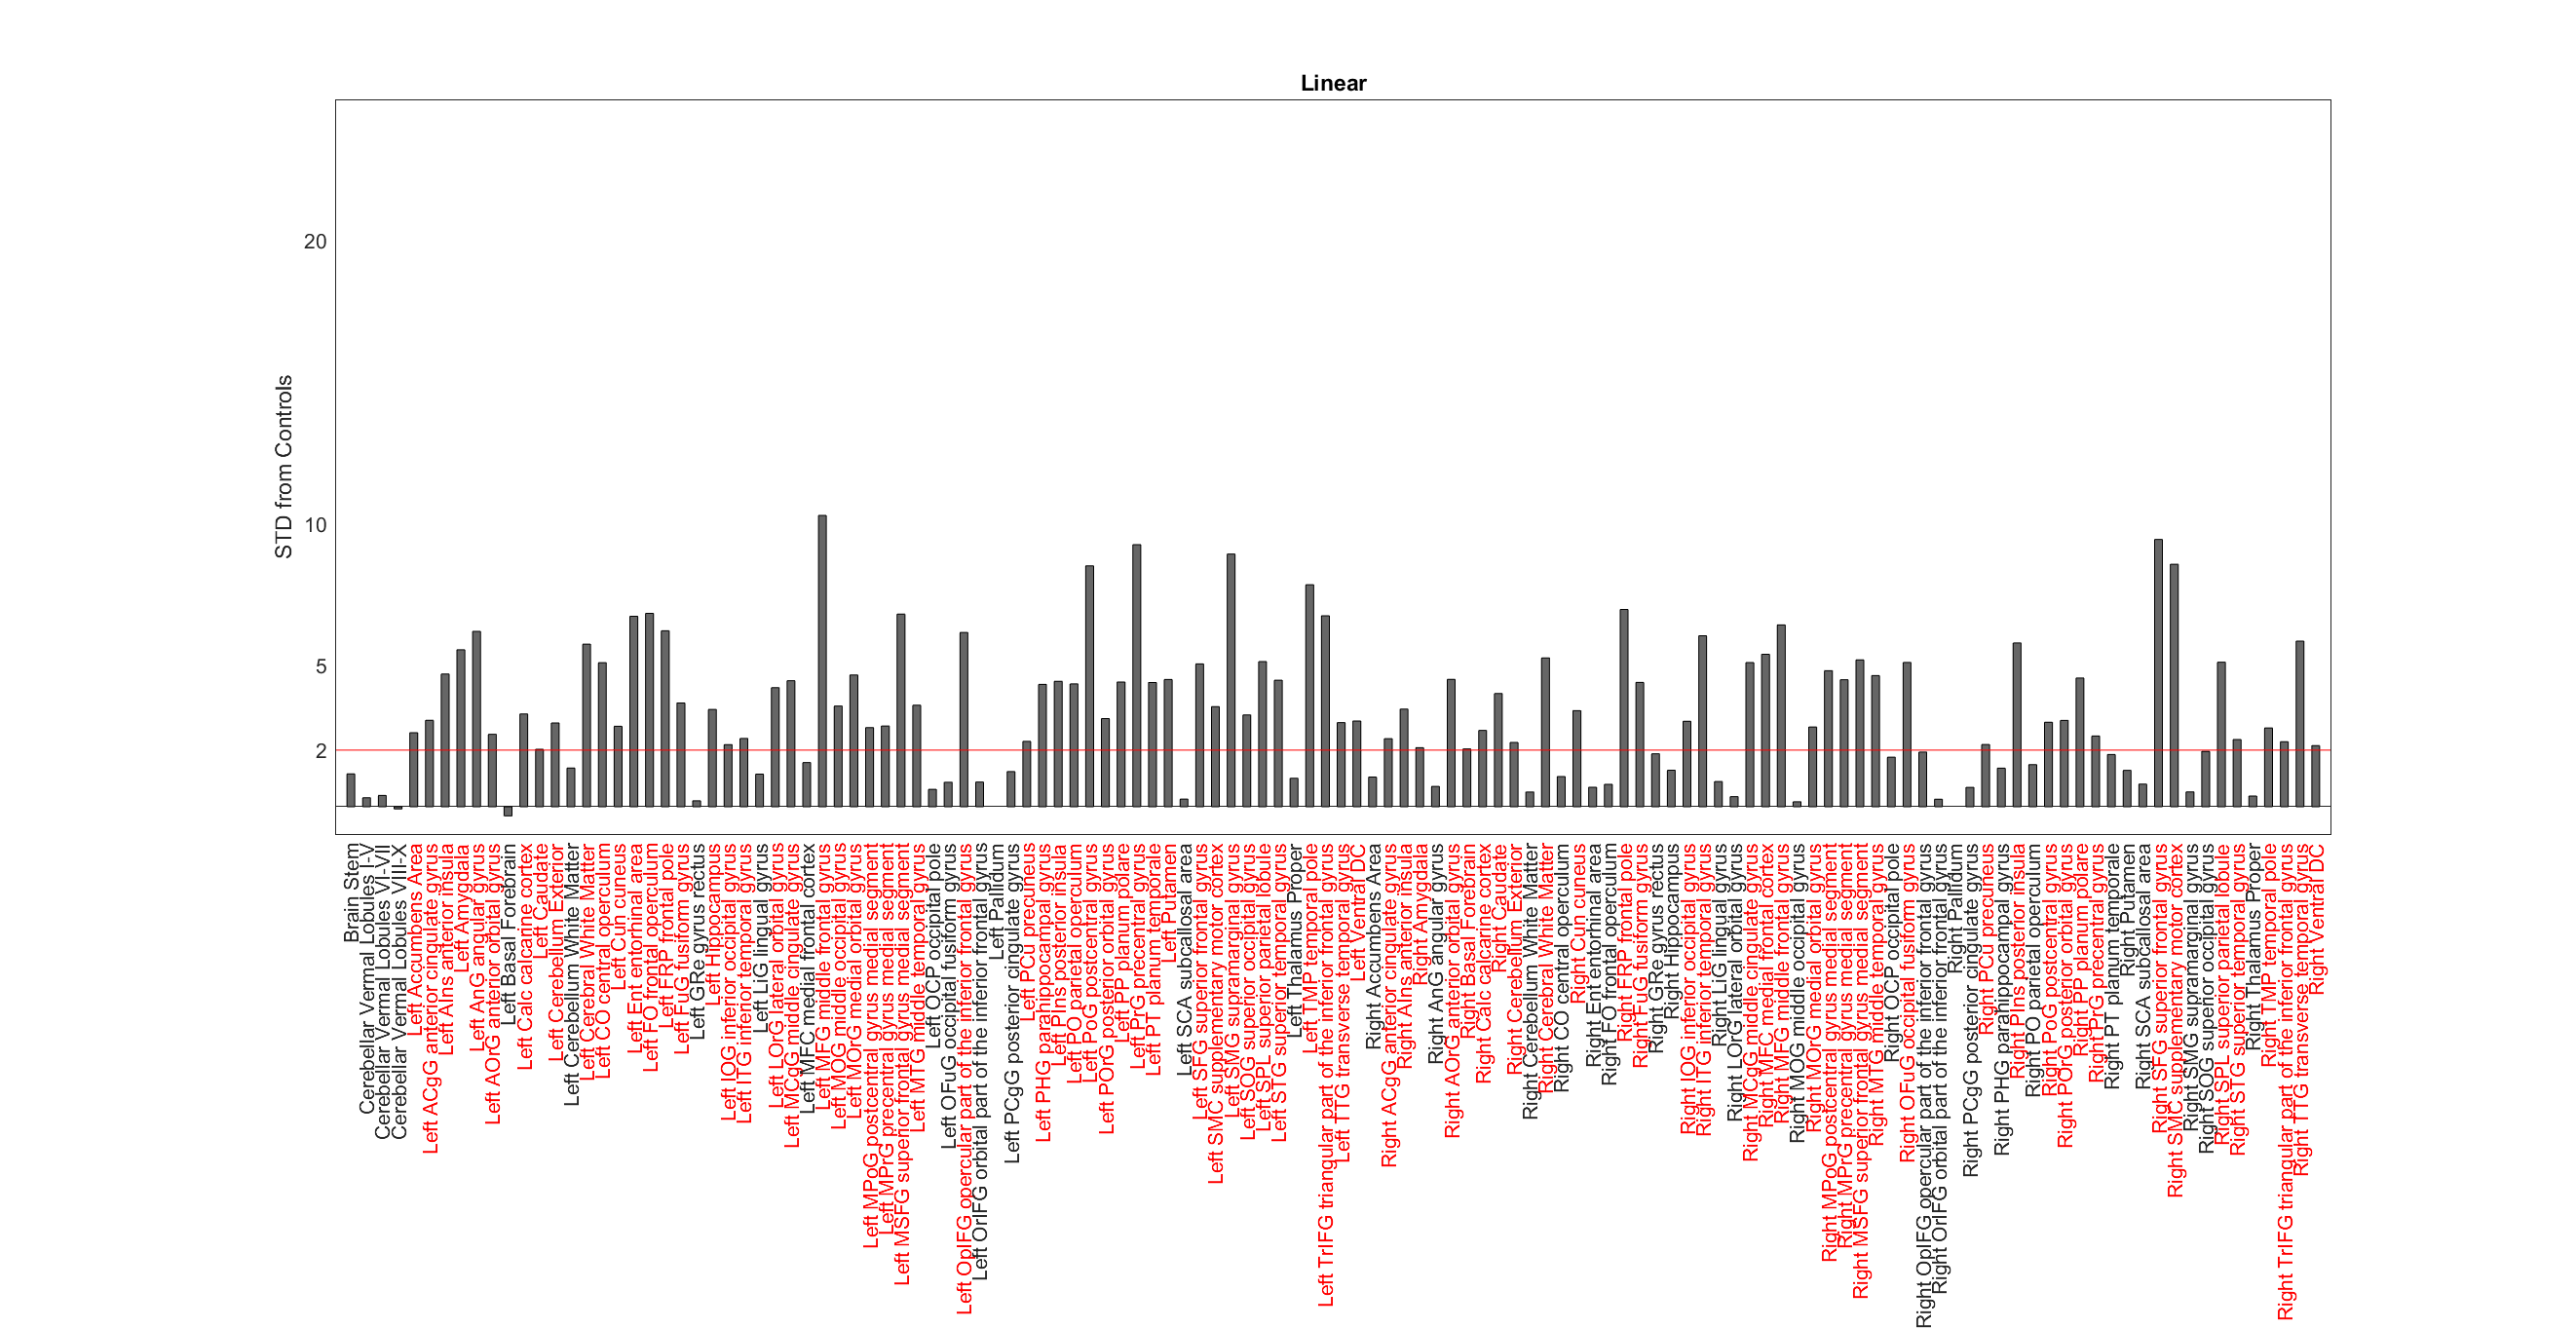 Linear
STD from Controls
20
10
5
2
Brain Stem
Cerebellar Vermal Lobules I-V
Cerebellar Vermal Lobules VI-VII
Cerebellar Vermal Lobules VIII-X
Left Accumbens Area
Left ACgG anterior cingulate gyrus
Left AIns anterior insula
Left Amygdala
Left AnG angular gyrus
Left AOrG anterior orbital gyrus
Left Basal Forebrain
Left Calc calcarine cortex
Left Caudate
Left Cerebellum Exterior
Left Cerebellum White Matter
Left Cerebral White Matter
Left CO central operculum
Left Cun cuneus
Left Ent entorhinal area
Left FO frontal operculum
Left FRP frontal pole
Left FuG fusiform gyrus
Left GRe gyrus rectus
Left Hippocampus
Left IOG inferior occipital gyrus
Left ITG inferior temporal gyrus
Left LiG lingual gyrus
Left LOrG lateral orbital gyrus
Left MCgG middle cingulate gyrus
Left MFC medial frontal cortex
Left MFG middle frontal gyrus
Left MOG middle occipital gyrus
Left MOrG medial orbital gyrus
Left MPoG postcentral gyrus medial segment
Left MPrG precentral gyrus medial segment
Left MSFG superior frontal gyrus medial segment
Left MTG middle temporal gyrus
Left OCP occipital pole
Left OFuG occipital fusiform gyrus
Left OpIFG opercular part of the inferior frontal gyrus
Left OrIFG orbital part of the inferior frontal gyrus
Left Pallidum
Left PCgG posterior cingulate gyrus
Left PCu precuneus
Left PHG parahippocampal gyrus
Left PIns posterior insula
Left PO parietal operculum
Left PoG postcentral gyrus
Left POrG posterior orbital gyrus
Left PP planum polare
Left PrG precentral gyrus
Left PT planum temporale
Left Putamen
Left SCA subcallosal area
Left SFG superior frontal gyrus
Left SMC supplementary motor cortex
Left SMG supramarginal gyrus
Left SOG superior occipital gyrus
Left SPL superior parietal lobule
Left STG superior temporal gyrus
Left Thalamus Proper
Left TMP temporal pole
Left TrIFG triangular part of the inferior frontal gyrus
Left TTG transverse temporal gyrus
Left Ventral DC
Right Accumbens Area
Right ACgG anterior cingulate gyrus
Right AIns anterior insula
Right Amygdala
Right AnG angular gyrus
Right AOrG anterior orbital gyrus
Right Basal Forebrain
Right Calc calcarine cortex
Right Caudate
Right Cerebellum Exterior
Right Cerebellum White Matter
Right Cerebral White Matter
Right CO central operculum
Right Cun cuneus
Right Ent entorhinal area
Right FO frontal operculum
Right FRP frontal pole
Right FuG fusiform gyrus
Right GRe gyrus rectus
Right Hippocampus
Right IOG inferior occipital gyrus
Right ITG inferior temporal gyrus
Right LiG lingual gyrus
Right LOrG lateral orbital gyrus
Right MCgG middle cingulate gyrus
Right MFC medial frontal cortex
Right MFG middle frontal gyrus
Right MOG middle occipital gyrus
Right MOrG medial orbital gyrus
Right MPoG postcentral gyrus medial segment
Right MPrG precentral gyrus medial segment
Right MSFG superior frontal gyrus medial segment
Right MTG middle temporal gyrus
Right OCP occipital pole
Right OFuG occipital fusiform gyrus
Right OpIFG opercular part of the inferior frontal gyrus
Right OrIFG orbital part of the inferior frontal gyrus
Right Pallidum
Right PCgG posterior cingulate gyrus
Right PCu precuneus
Right PHG parahippocampal gyrus
Right PIns posterior insula
Right PO parietal operculum
Right PoG postcentral gyrus
Right POrG posterior orbital gyrus
Right PP planum polare
Right PrG precentral gyrus
Right PT planum temporale
Right Putamen
Right SCA subcallosal area
Right SFG superior frontal gyrus
Right SMC supplementary motor cortex
Right SMG supramarginal gyrus
Right SOG superior occipital gyrus
Right SPL superior parietal lobule
Right STG superior temporal gyrus
Right Thalamus Proper
Right TMP temporal pole
Right TrIFG triangular part of the inferior frontal gyrus
Right TTG transverse temporal gyrus
Right Ventral DC